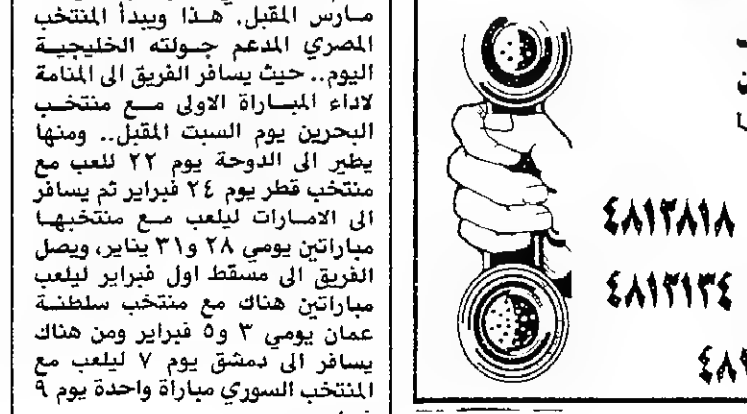 مارس المقبل. هذا ويبدأ المنتخب
المصري المدعم جولته الخليجية
اليوم.. حيث يسافر الفريق الى المنامة
لاداء المباراة الاولى مع منتخب
البحرين يوم السبت المقبل.. ومنها
يطير الى الدوحة يوم ٢٢ للعب مع
منتخب قطر يوم ٢٤ فبراير ثم يسافر
الى الامارات ليلعب مع منتخبها
مباراتين يومي ٢٨ و٣١ يناير، ويصل
الفريق الى مسقط اول فبراير ليلعب
مباراتين هناك مع منتخب سلطنة
عمان يومي ٣ و٥ فبراير ومن هناك
يسافر الى دمشق يوم ٧ ليلعب مع
المنتخب السوري مباراة واحدة يوم ٩
٤٨١٣٨١٨
٤٨١٣١٣٤